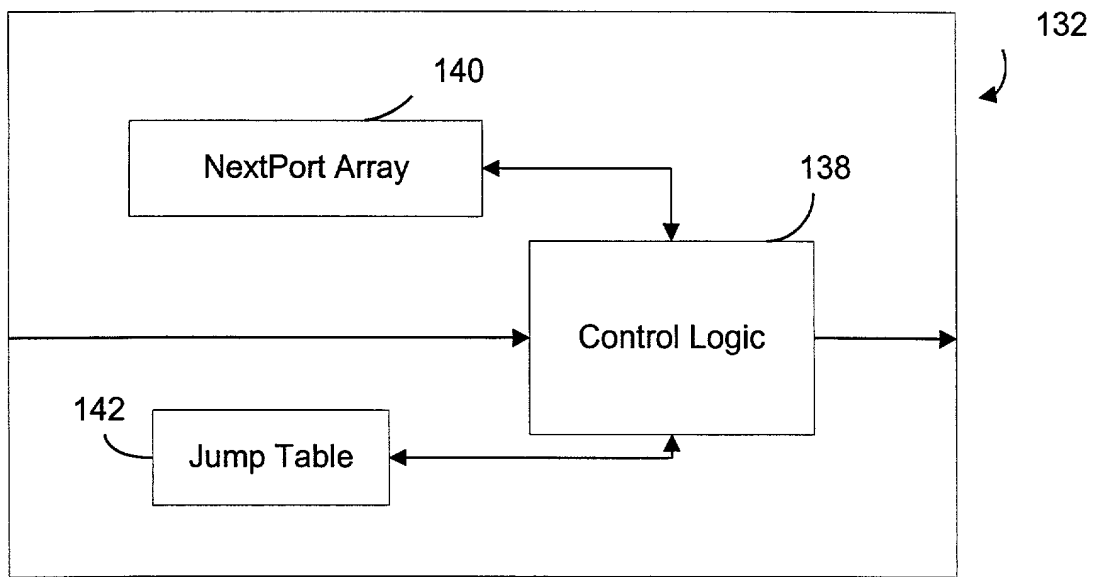 132
140
NextPort Array
138
Control Logic
142
Jump Table